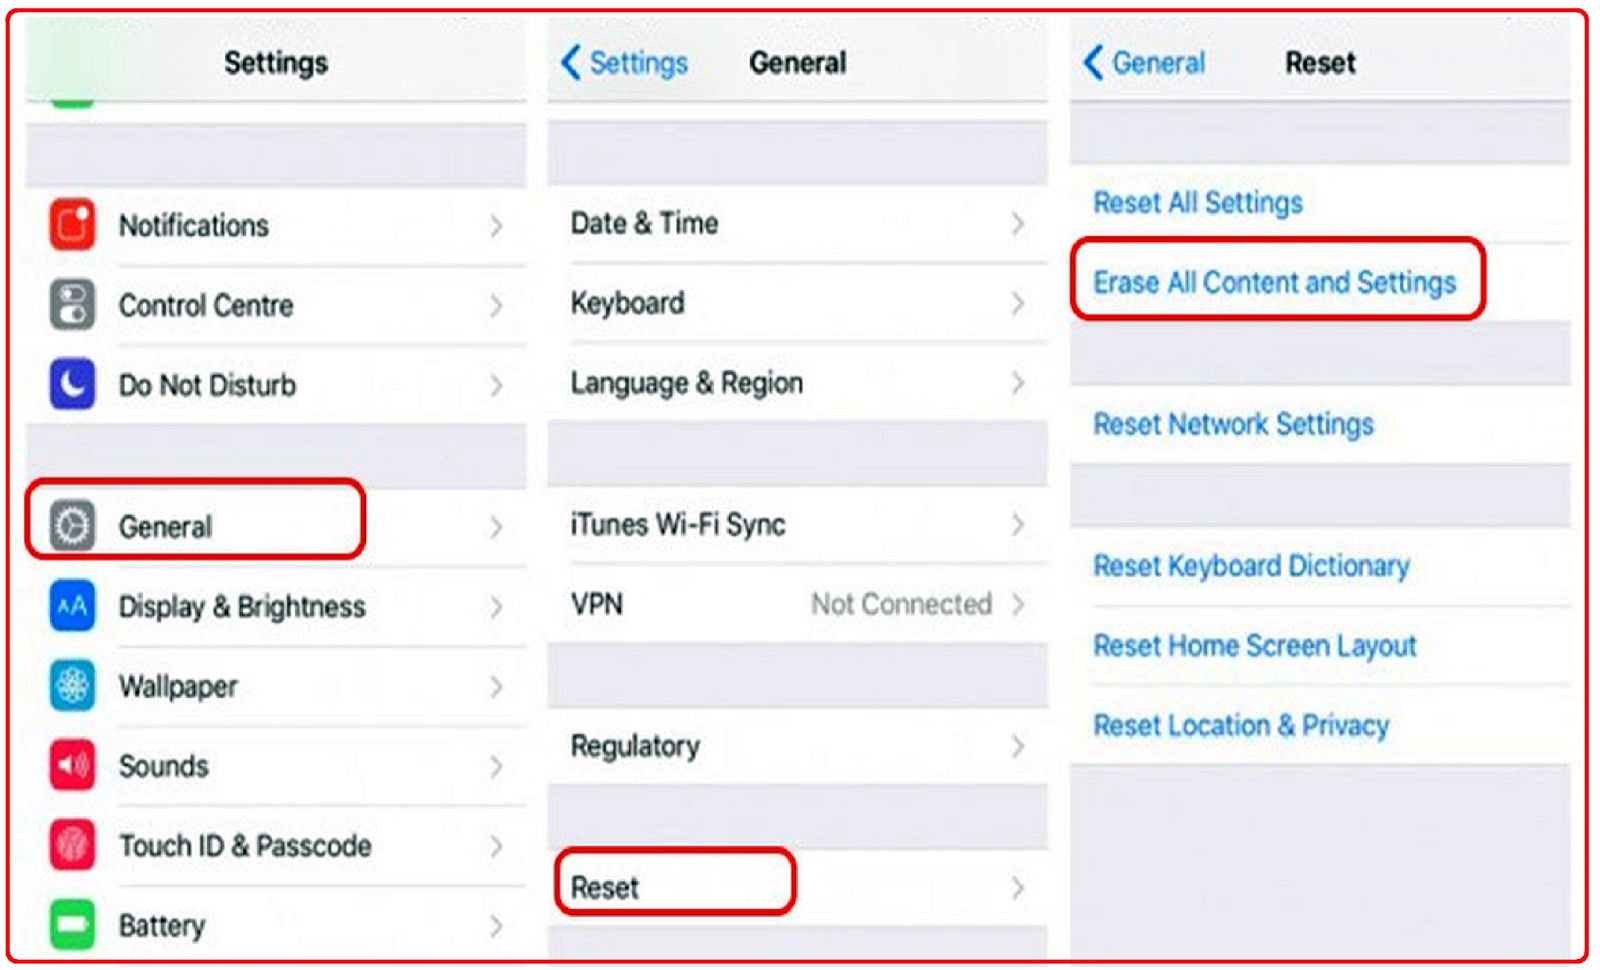 Settings
Notifications
Control Centre
Do Not Disturb
General
AA
Display & Brightness
Wallpaper
Sounds
Touch ID & Passcode
Battery
Settings
General
Date & Time
Keyboard
Language & Region
iTunes Wi-Fi Sync
VPN Not Connected
Regulatory
Reset
General
Reset
Reset All Settings
Erase All Content and Settings
Reset Network Settings
Reset Keyboard Dictionary
Reset Home Screen Layout
Reset Location & Privacy